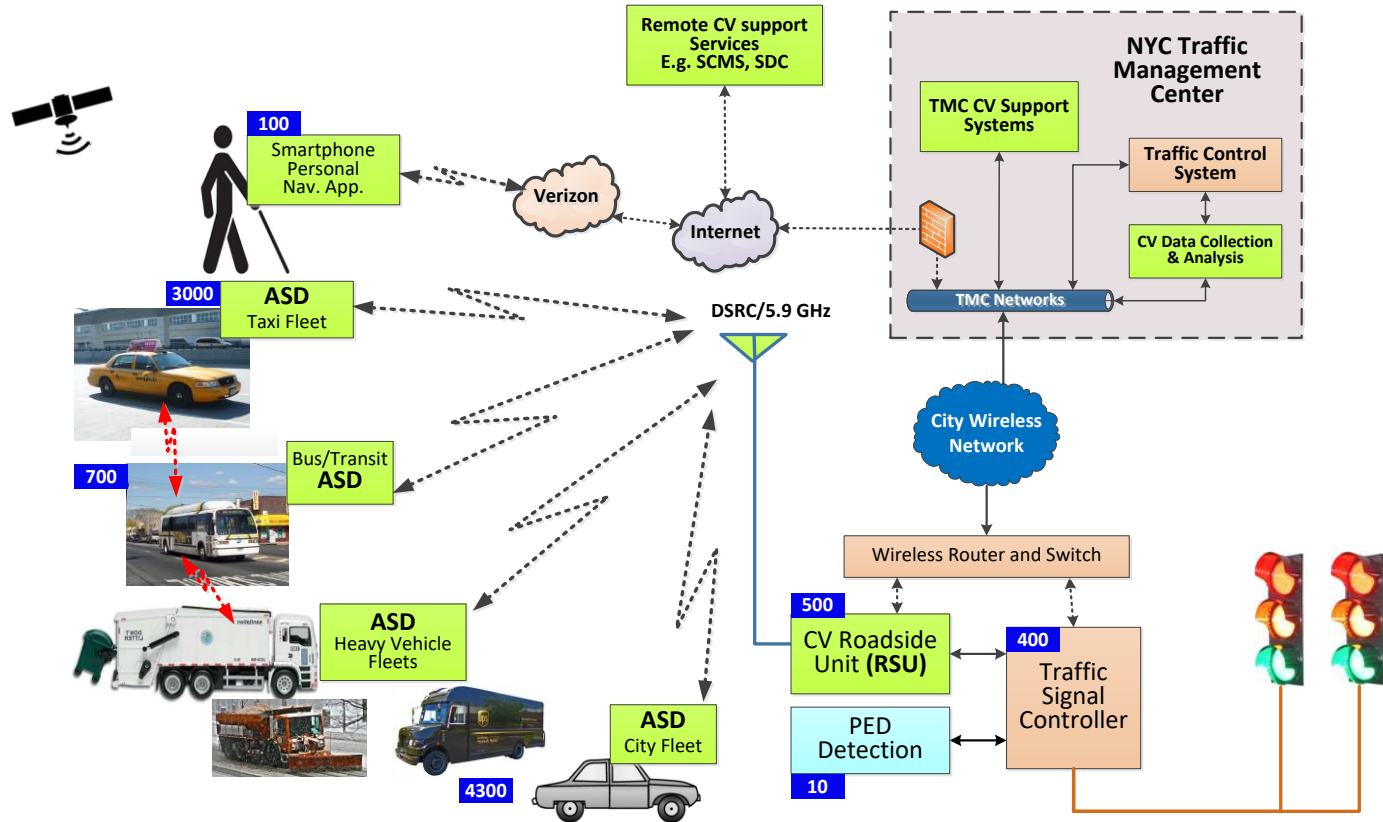 Remote CV support
Services
E.g. SCMS, SDC
NYC Traffic
Management
Center
TMC CV Support
Systems
Traffic Control
System
CV Data Collection
& Analysis
TMC Networks
100
Smartphone
Personal
Nav. App.
Verizon
Internet
3000
ASD
Taxi Fleet
DSRC/5.9 GHz
City Wireless
Network
700
Bus/Transit
ASD
Wireless Router and Switch
ASD
Heavy Vehicle
Fleets
500
CV Roadside
Unit (RSU)
400
Traffic
Signal
Controller
PED
Detection
10
ASD
City Fleet
ups
4300